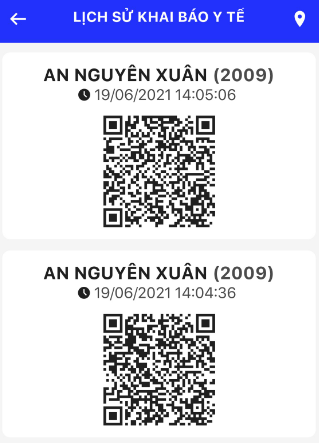 LỊCH SỬ KHAI BÁO Y TẾ
AN NGUYÊN XUÂN (2009)
19/06/2021 14:05:06
AN NGUYÊN XUÂN (2009)
19/06/2021 14:04:36